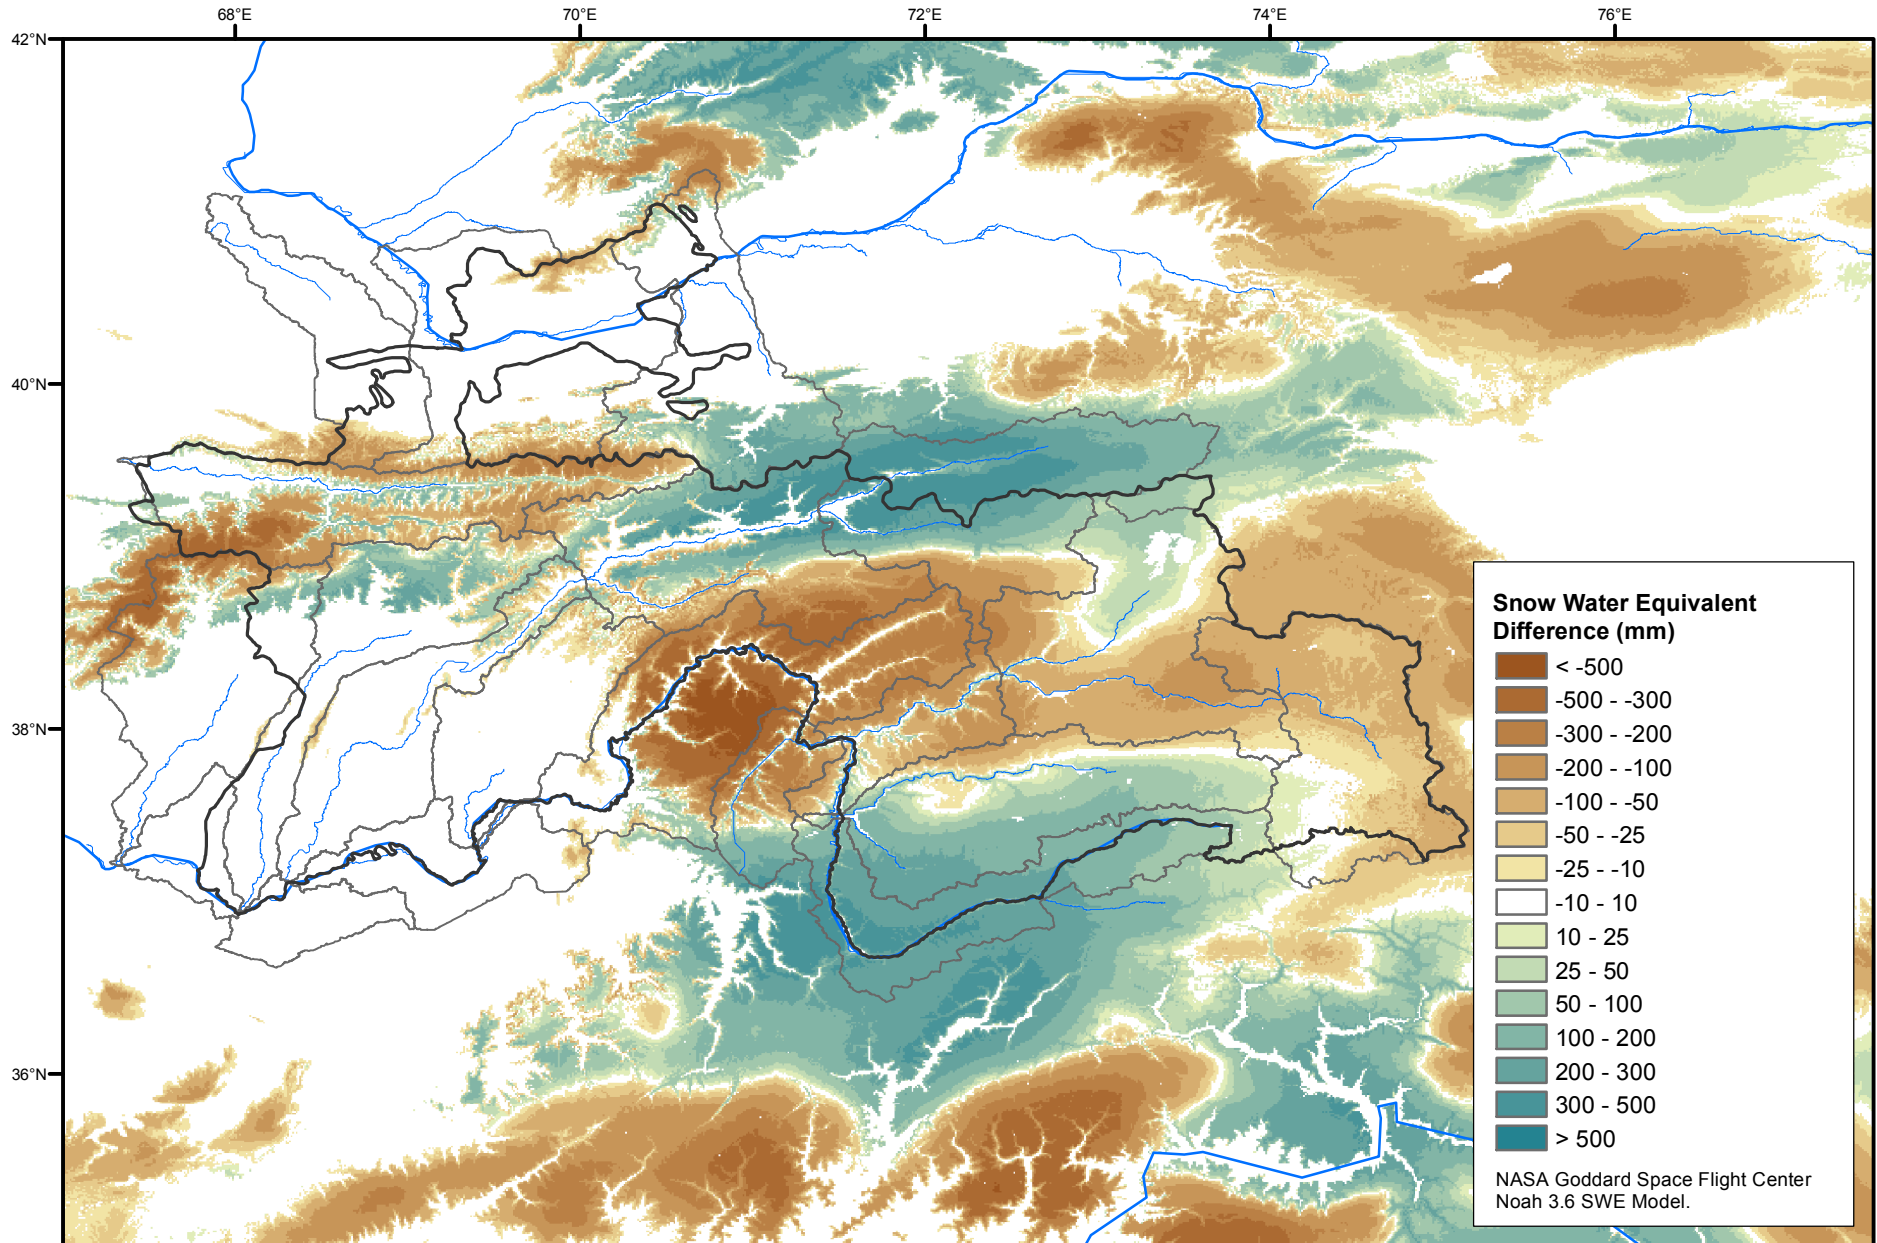 68°E 70°E 72°E 74°E 76°E
42°N
40°N
38°N
36°N
Snow Water Equivalent
Difference (mm)
< -500
-500 - -300
-300 - -200
-200 - -100
-100 - -50
-50 - -25
-25 - -10
-10 - 10
10 - 25
25 - 50
50 - 100
100 - 200
200 - 300
300 - 500
> 500
NASA Goddard Space Flight Center
Noah 3.6 SWE Model.